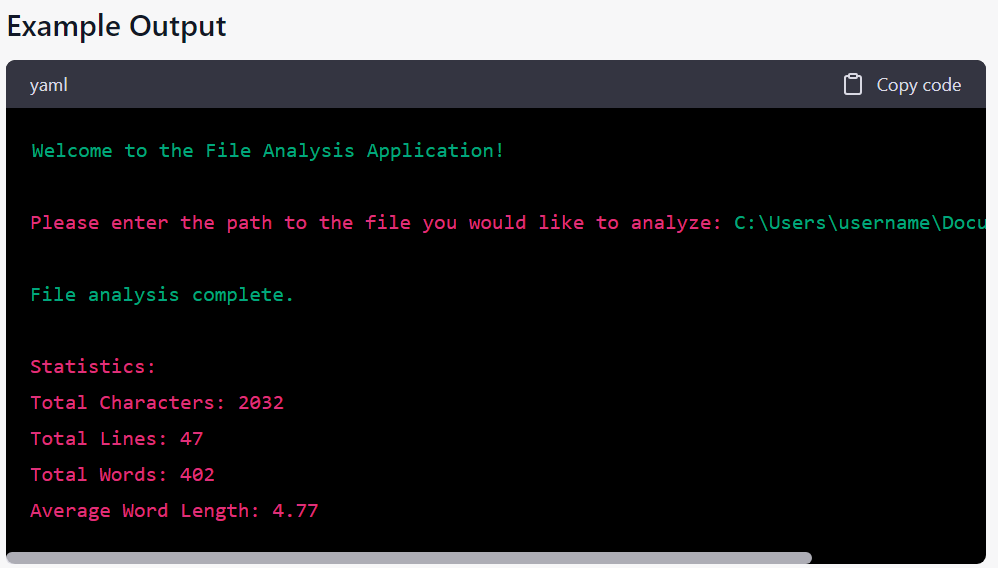 Example Output
yaml
Copy code
Welcome to the File Analysis Application!
Please enter the path to the file you would like to analyze: C:\Users\username\Docu
File analysis complete.
Statistics:
Total Characters: 2032
Total Lines: 47
Total Words: 402
Average Word Length: 4.77